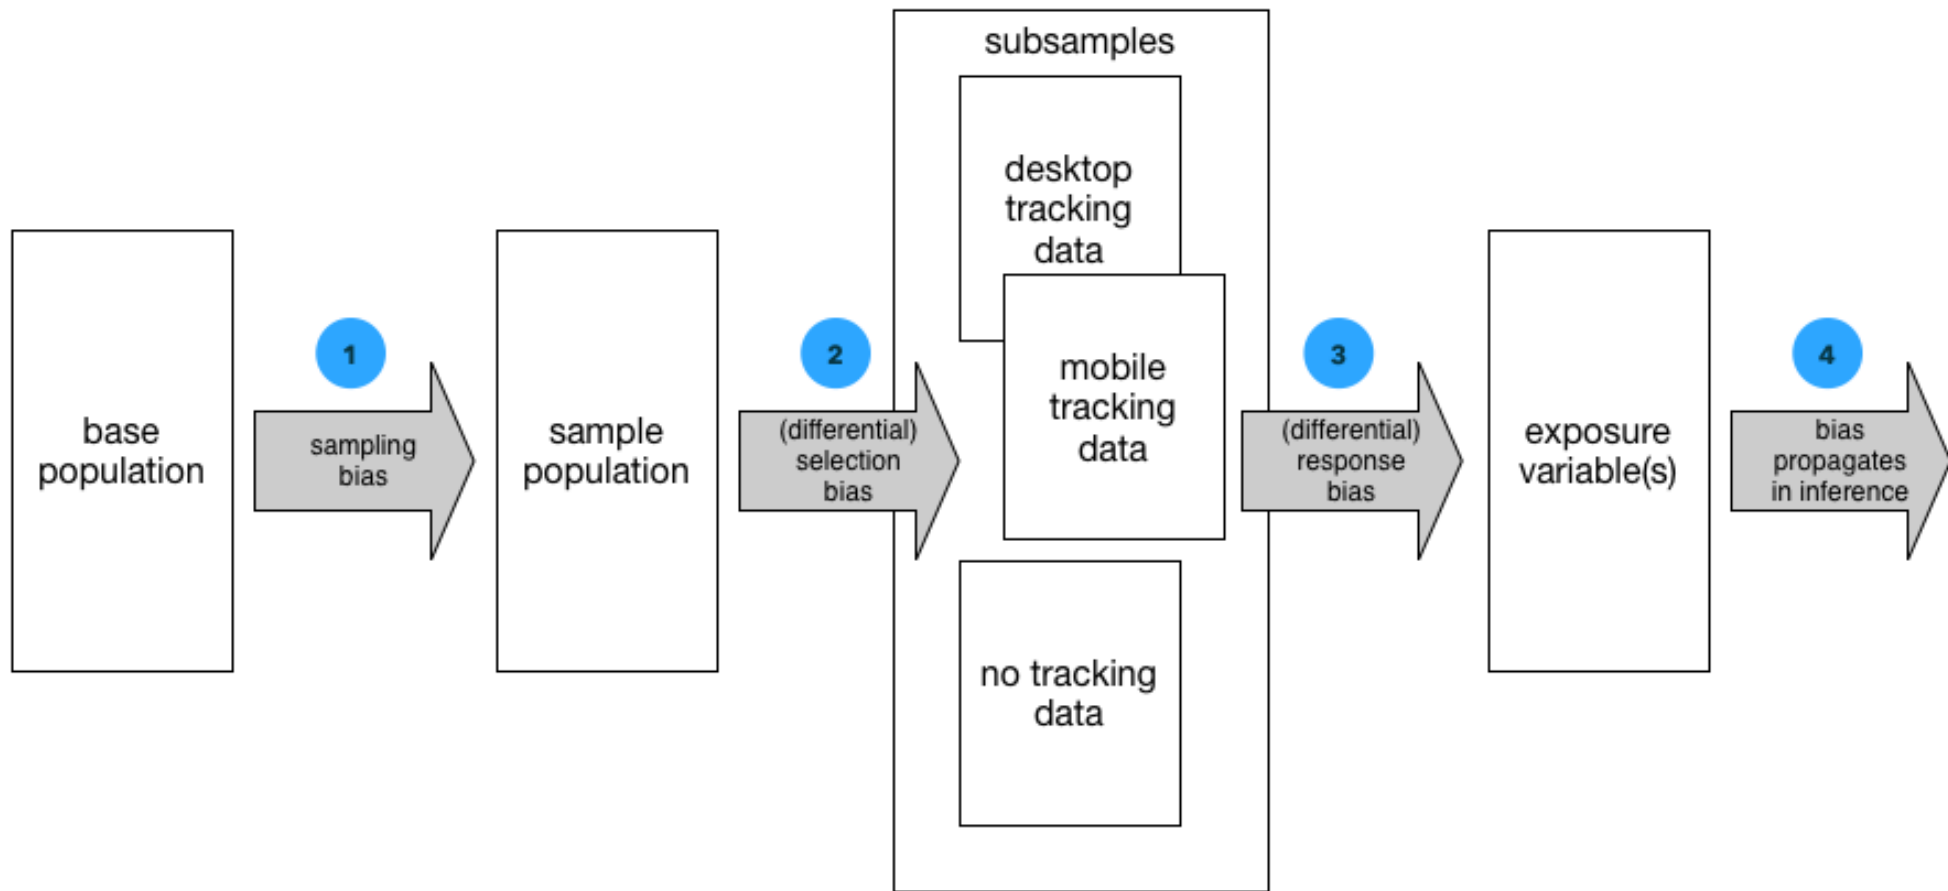 base
population
1
sampling
bias
sample
population
2
(differential)
selection
bias
subsamples
desktop
tracking
data
mobile
tracking
data
no tracking
data
3
(differential)
response
bias
exposure
variable(s)
4
bias
propagates
in inference